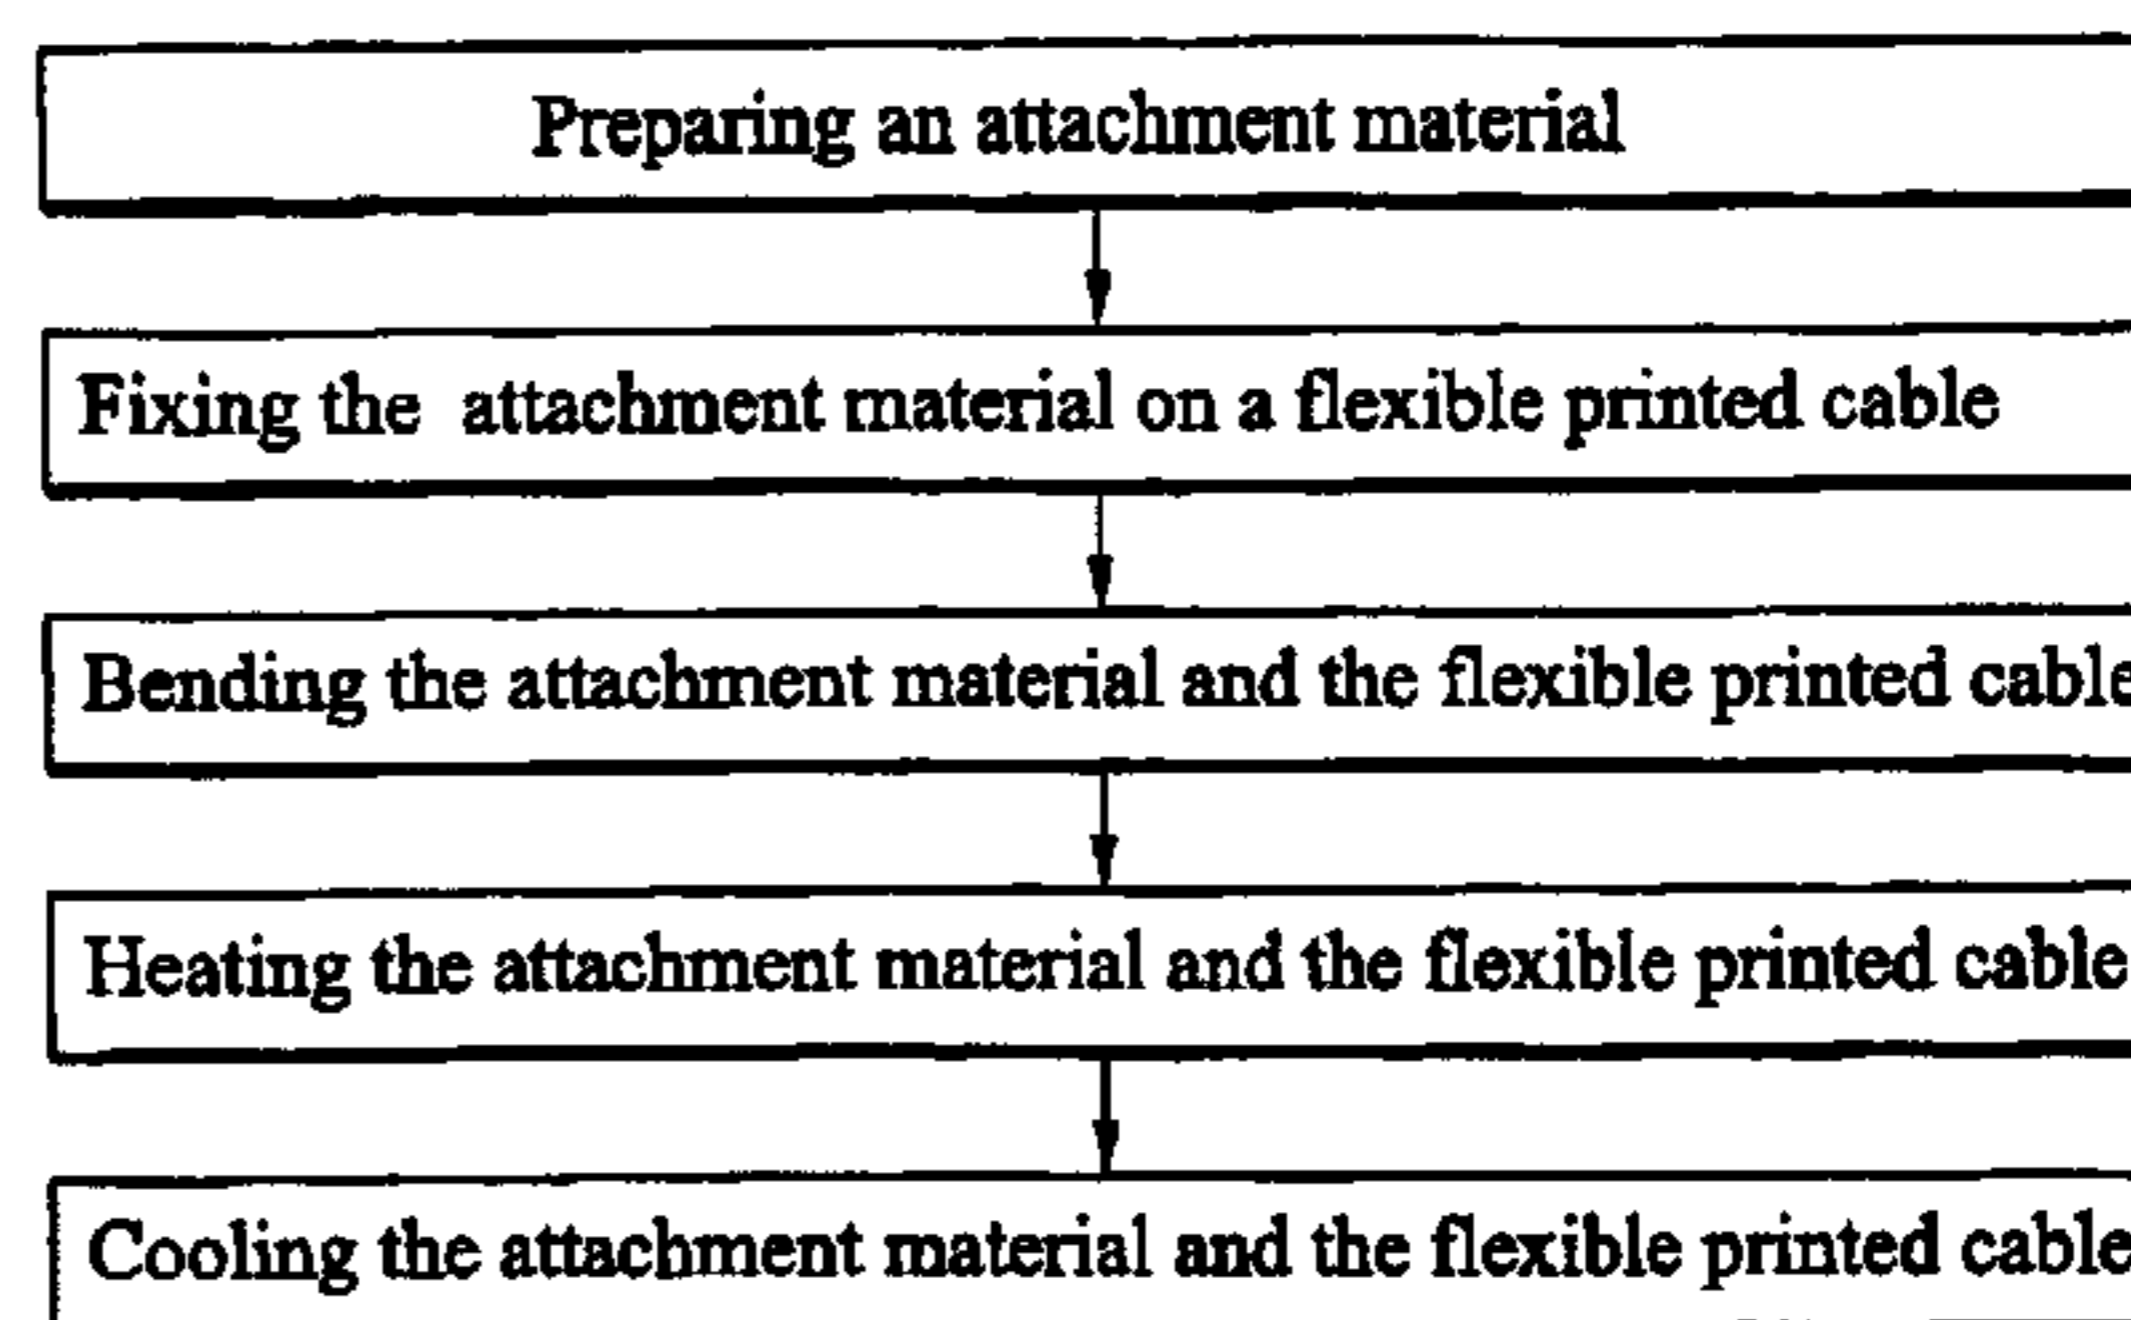 Preparing an attachment material
Fixing the attachment material on a flexible printed cable
Bending the attachment material and the flexible printed cable
Heating the attachment material and the flexible printed cable
Cooling the attachment material and the flexible printed cable